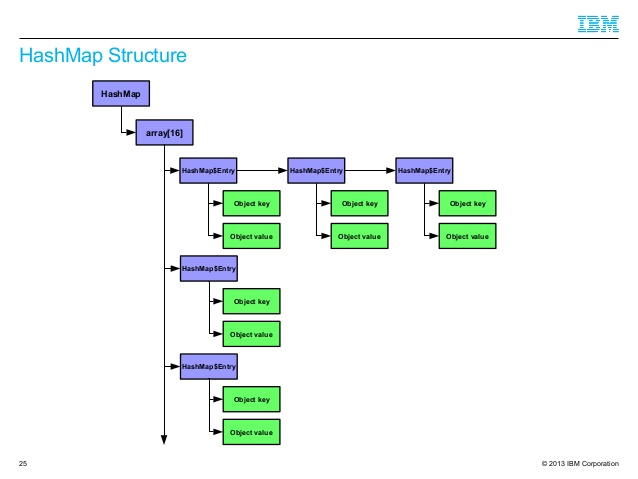 IBM
HashMap Structure
HashMap
array[16]
HashMap$Entry HashMap$Entry HashMap$Entry
Object key Object key Object key
Object value Object value Object value
HashMap$Entry
Object key
Object value
HashMap$Entry
Object key
Object value
25 © 2013 IBM Corporation